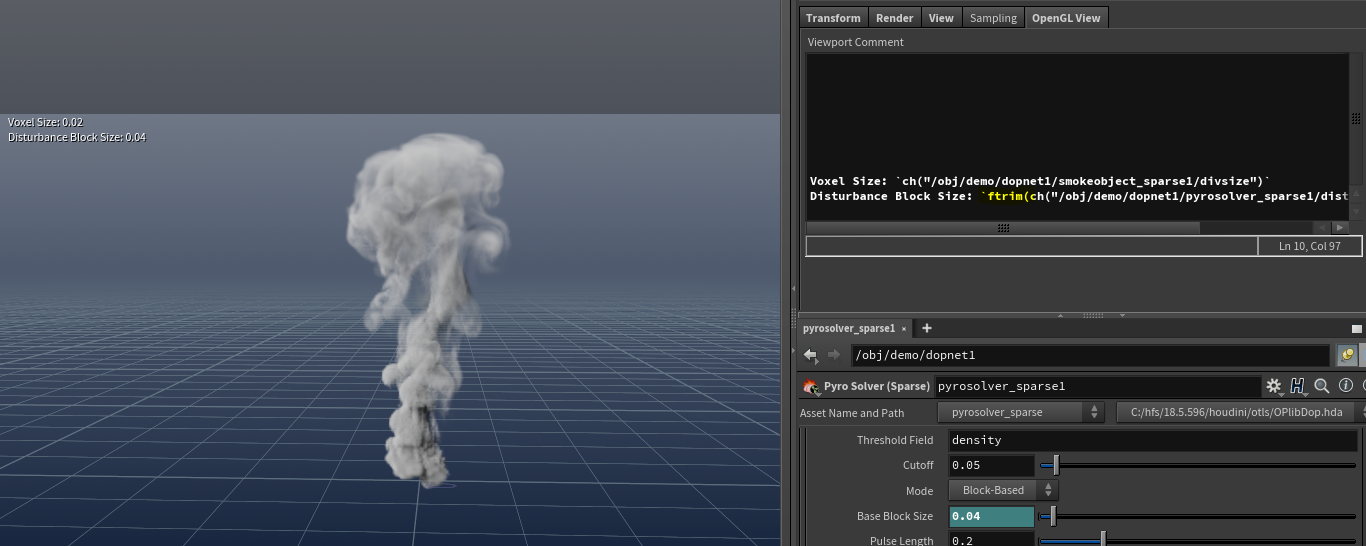 Voxel Size: 0.02
Disturbance Block Size: 0.04
Transform Render View Sampling OpenGL View
Viewport Comment
Voxel Size: `ch("/obj/demo/dopnet1/smokeobject_sparse1/divsize")`
Disturbance Block Size: `ftrim(ch("/obj/demo/dopnet1/pyrosolver_sparse1/dist
Ln 10, Col 97
pyrosolver_sparse1 × +
/obj/demo/dopnet1
Pyro Solver (Sparse) pyrosolver_sparse1
Asset Name and Path pyrosolver_sparse C:/hfs/18.5.596/houdini/otls/OPlibDop.hda
Threshold Field density
Cutoff 0.05
Mode Block-Based
Base Block Size 0.04
Pulse Length 0.2